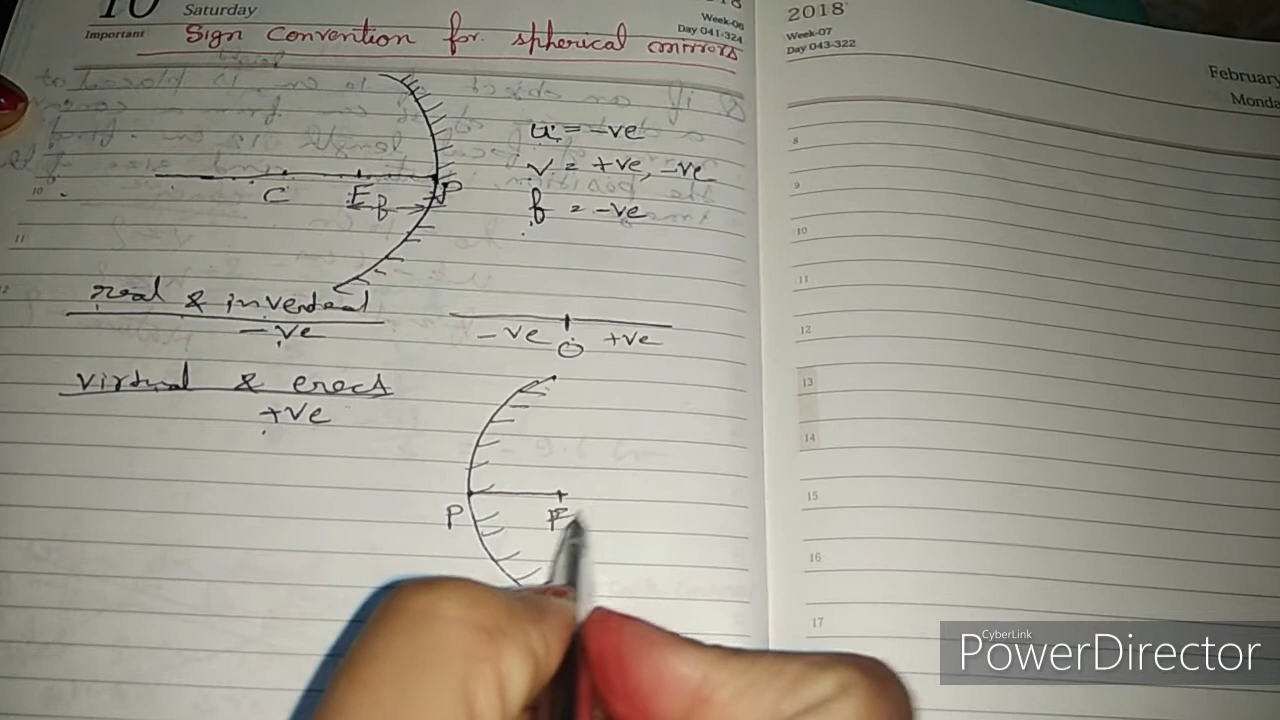 10 Saturday
Important
Week-06
Day 041-324
Sign Convention for spherical mirrors
u = -ve
v = +ve, -ve
f = -ve
C F P
f
real & inverted
-ve
-ve O +ve
virtual & erect
+ve
P F
10
11
12
2018
Week-07
Day 043-322
February
Monda
8
9
10
11
12
13
14
15
16
17
CyberLink
PowerDirector